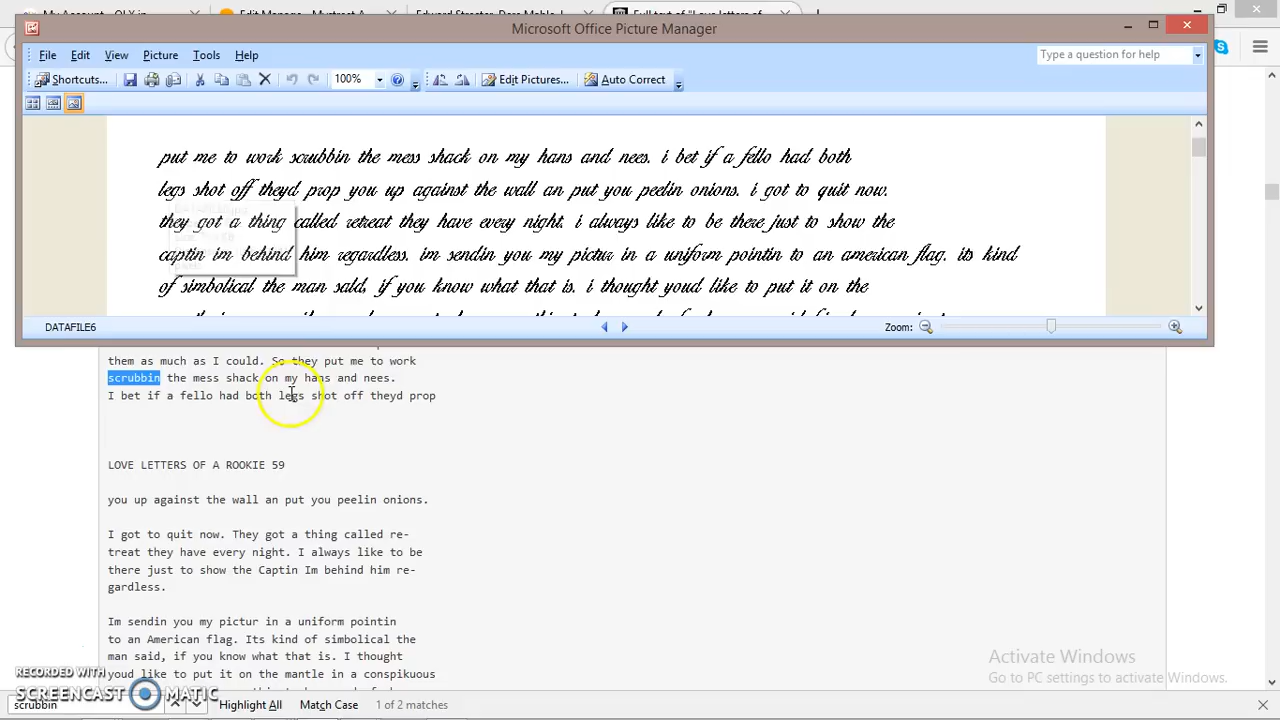 Microsoft Office Picture Manager
File Edit View Picture Tools Help
Type a question for help
Shortcuts... 100% Edit Pictures... Auto Correct
put me to work scrubbin the mess shack on my hans and nees. i bet if a fello had both
legs shot off theyd prop you up against the wall an put you peelin onions. i got to quit now.
they got a thing called retreat they have every night. i always like to be there just to show the
captin im behind him regardless. im sendin you my pictur in a uniform pointin to an american flag. its kind
of simbolical the man said, if you know what that is. i thought youd like to put it on the
DATAFILE6
Zoom:
them as much as I could. So they put me to work
scrubbin the mess shack on my hans and nees.
I bet if a fello had both legs shot off theyd prop
LOVE LETTERS OF A ROOKIE 59
you up against the wall an put you peelin onions.
I got to quit now. They got a thing called re-
treat they have every night. I always like to be
there just to show the Captin Im behind him re-
gardless.
Im sendin you my pictur in a uniform pointin
to an American flag. Its kind of simbolical the
man said, if you know what that is. I thought
youd like to put it on the mantle in a conspikuous
Activate Windows
Go to PC settings to activate Windows.
RECORDED WITH
SCREENCAST MATIC
scrubbin Highlight All Match Case 1 of 2 matches